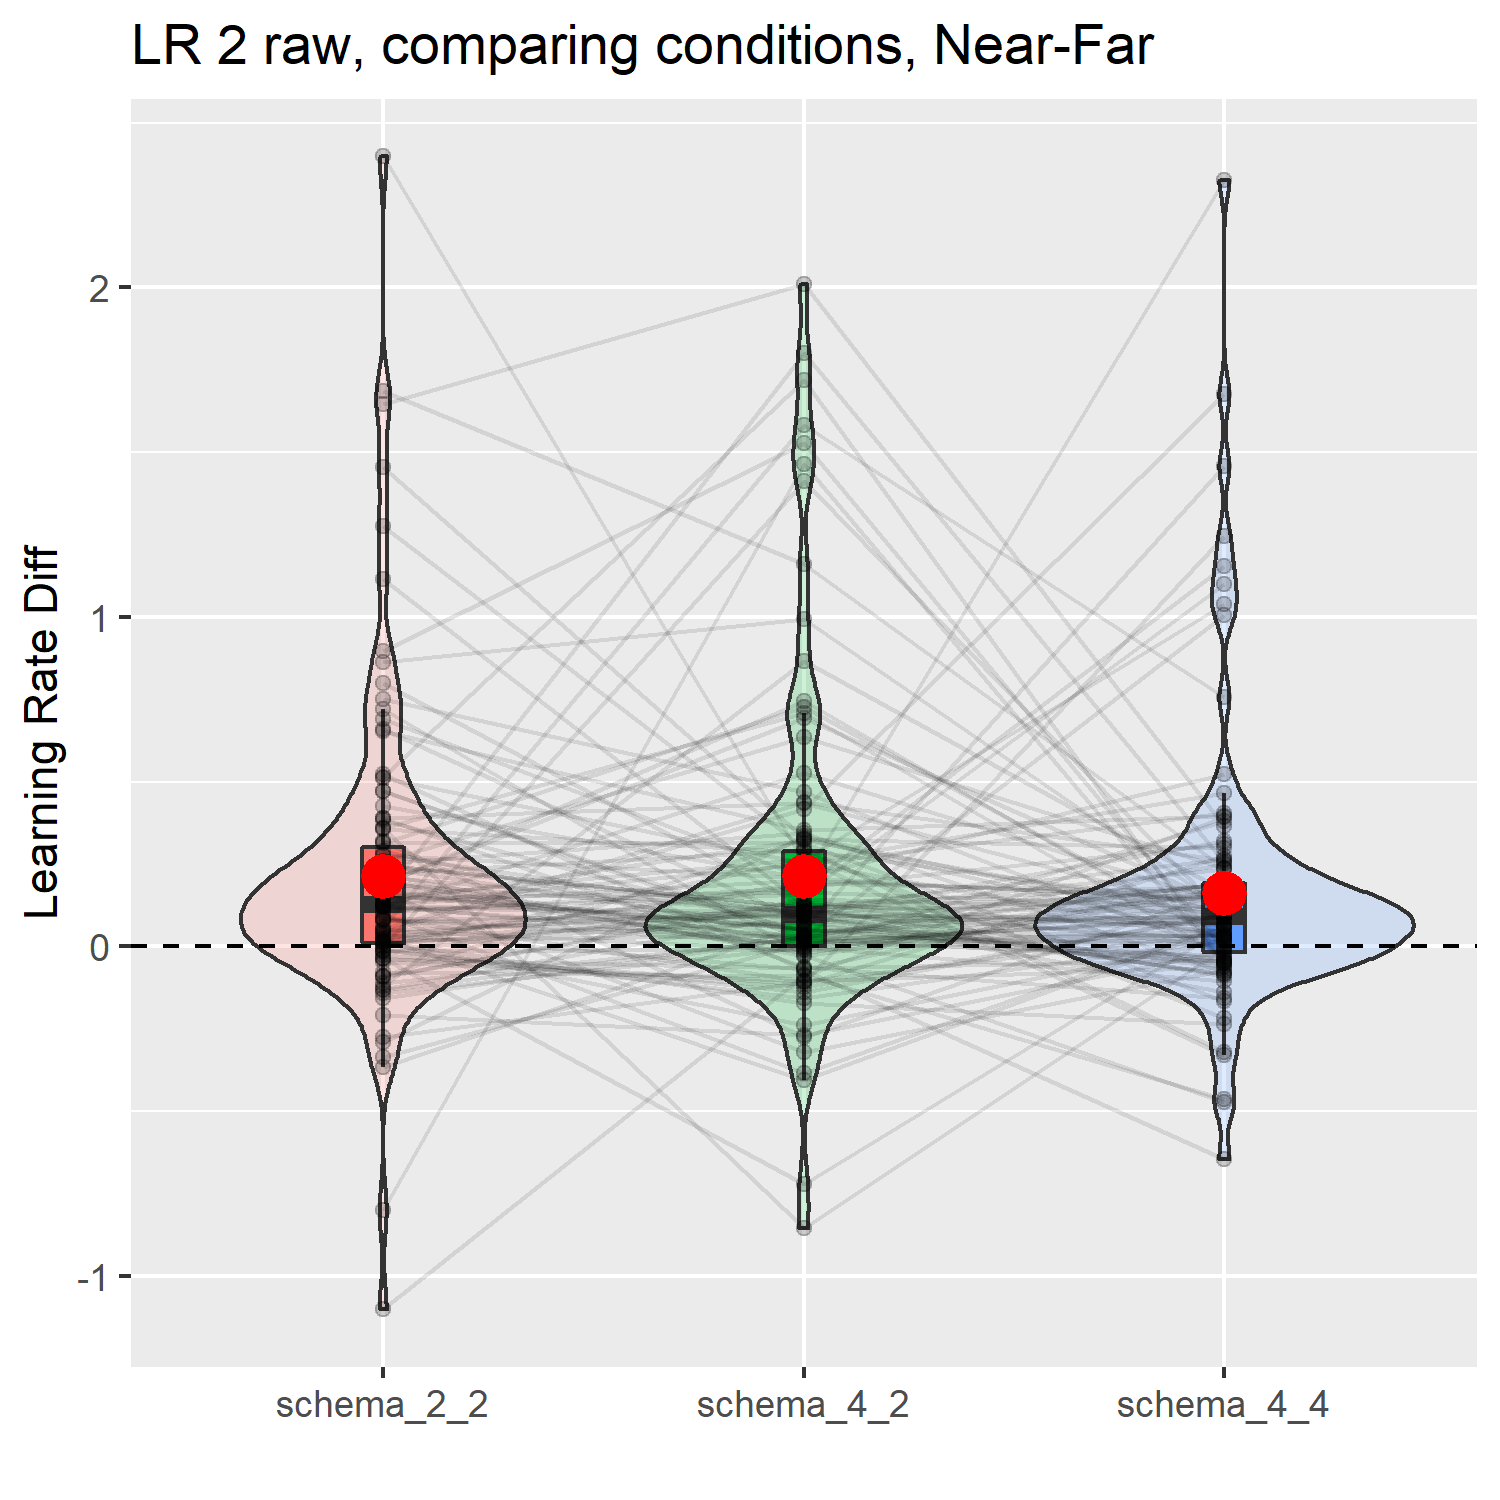 LR 2 raw, comparing conditions, Near-Far
Learning Rate Diff
2
1
0
-1
schema_2_2
schema_4_2
schema_4_4